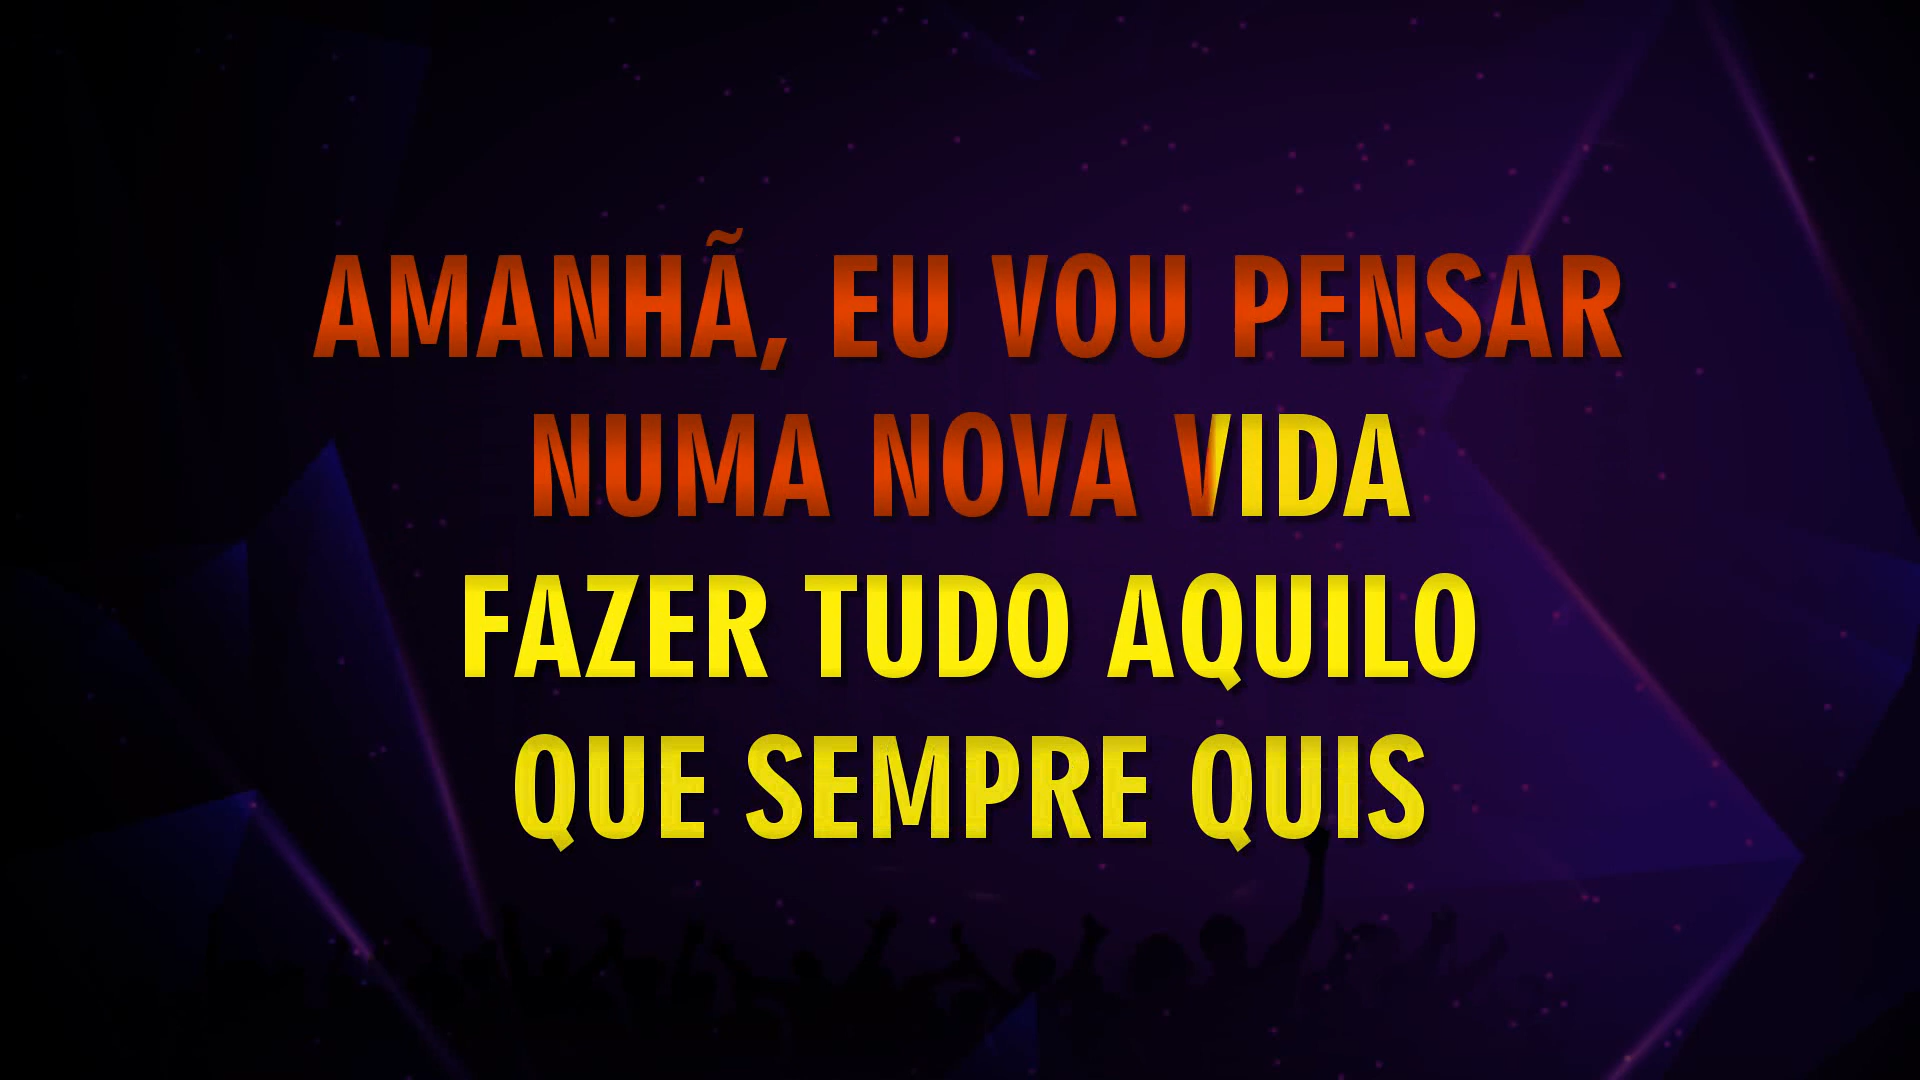 AMANHÃ, EU VOU PENSAR
NUMA NOVA VIDA
FAZER TUDO AQUILO
QUE SEMPRE QUIS